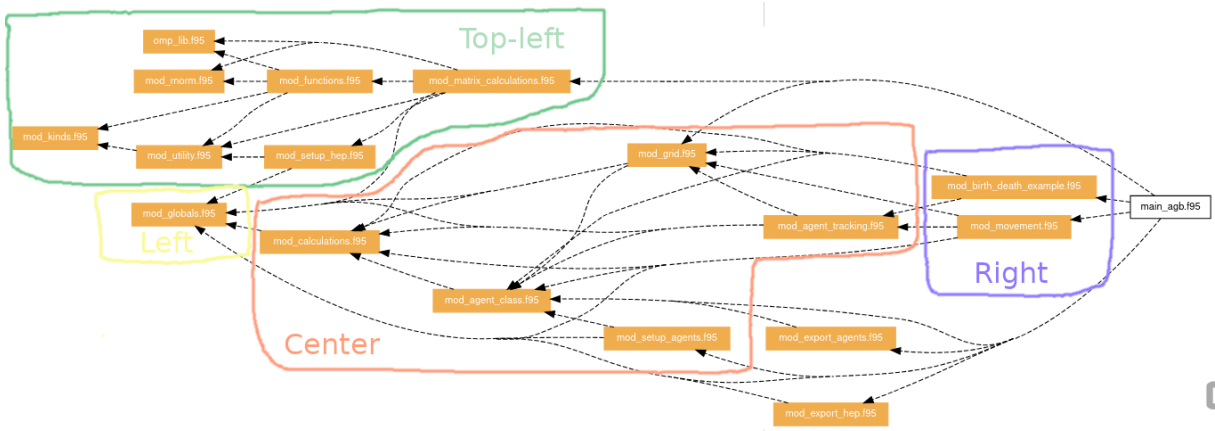 omp_lib.f95
Top-left
mod_morm.f95
mod_functions.f95
mod_matrix_calculations.f95
mod_kinds.f95
mod_utility.f95
mod_setup_hep.f95
mod_grid.f95
mod_birth_death_example.f95
main_agb.f95
mod_globals.f95
mod_agent_tracking.f95
mod_movement.f95
Left
mod_calculations.f95
Right
mod_agent_class.f95
Center
mod_setup_agents.f95
mod_export_agents.f95
mod_export_hep.f95